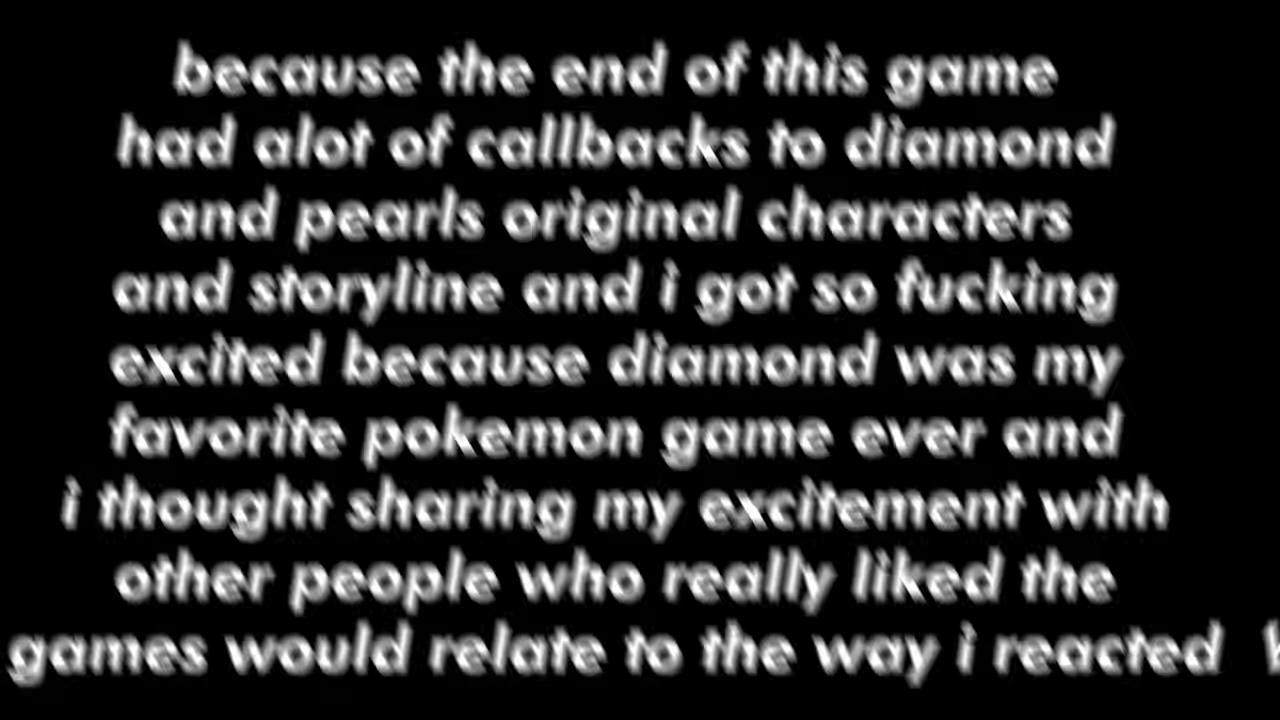 because the end of this game
had alot of callbacks to diamond
and pearls original characters
and storyline and i got so fucking
excited because diamond was my
favorite pokemon game ever and
i thought sharing my excitement with
other people who really liked the
games would relate to the way i reacted